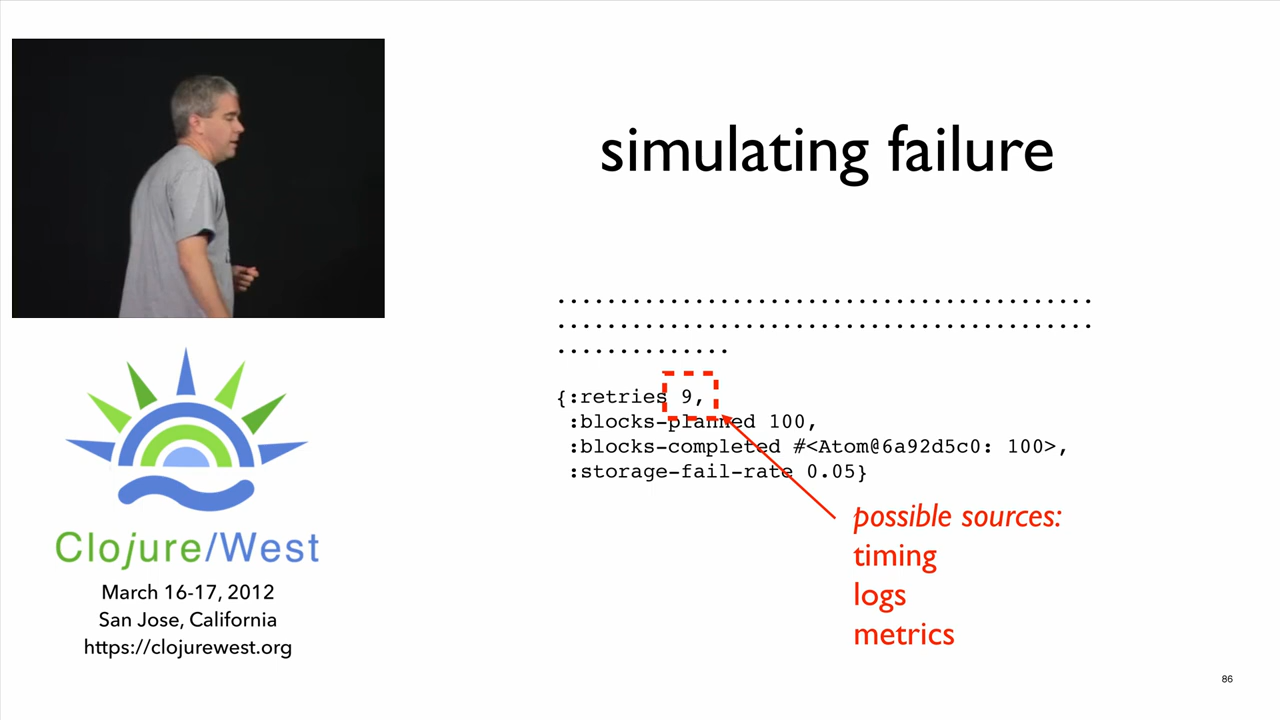 simulating failure
...........................................
...........................................
..............
{:retries 9,
:blocks-planned 100,
:blocks-completed #<Atom@6a92d5c0: 100>,
:storage-fail-rate 0.05}
possible sources:
timing
logs
metrics
Clojure/West
March 16-17, 2012
San Jose, California
https://clojurewest.org
86